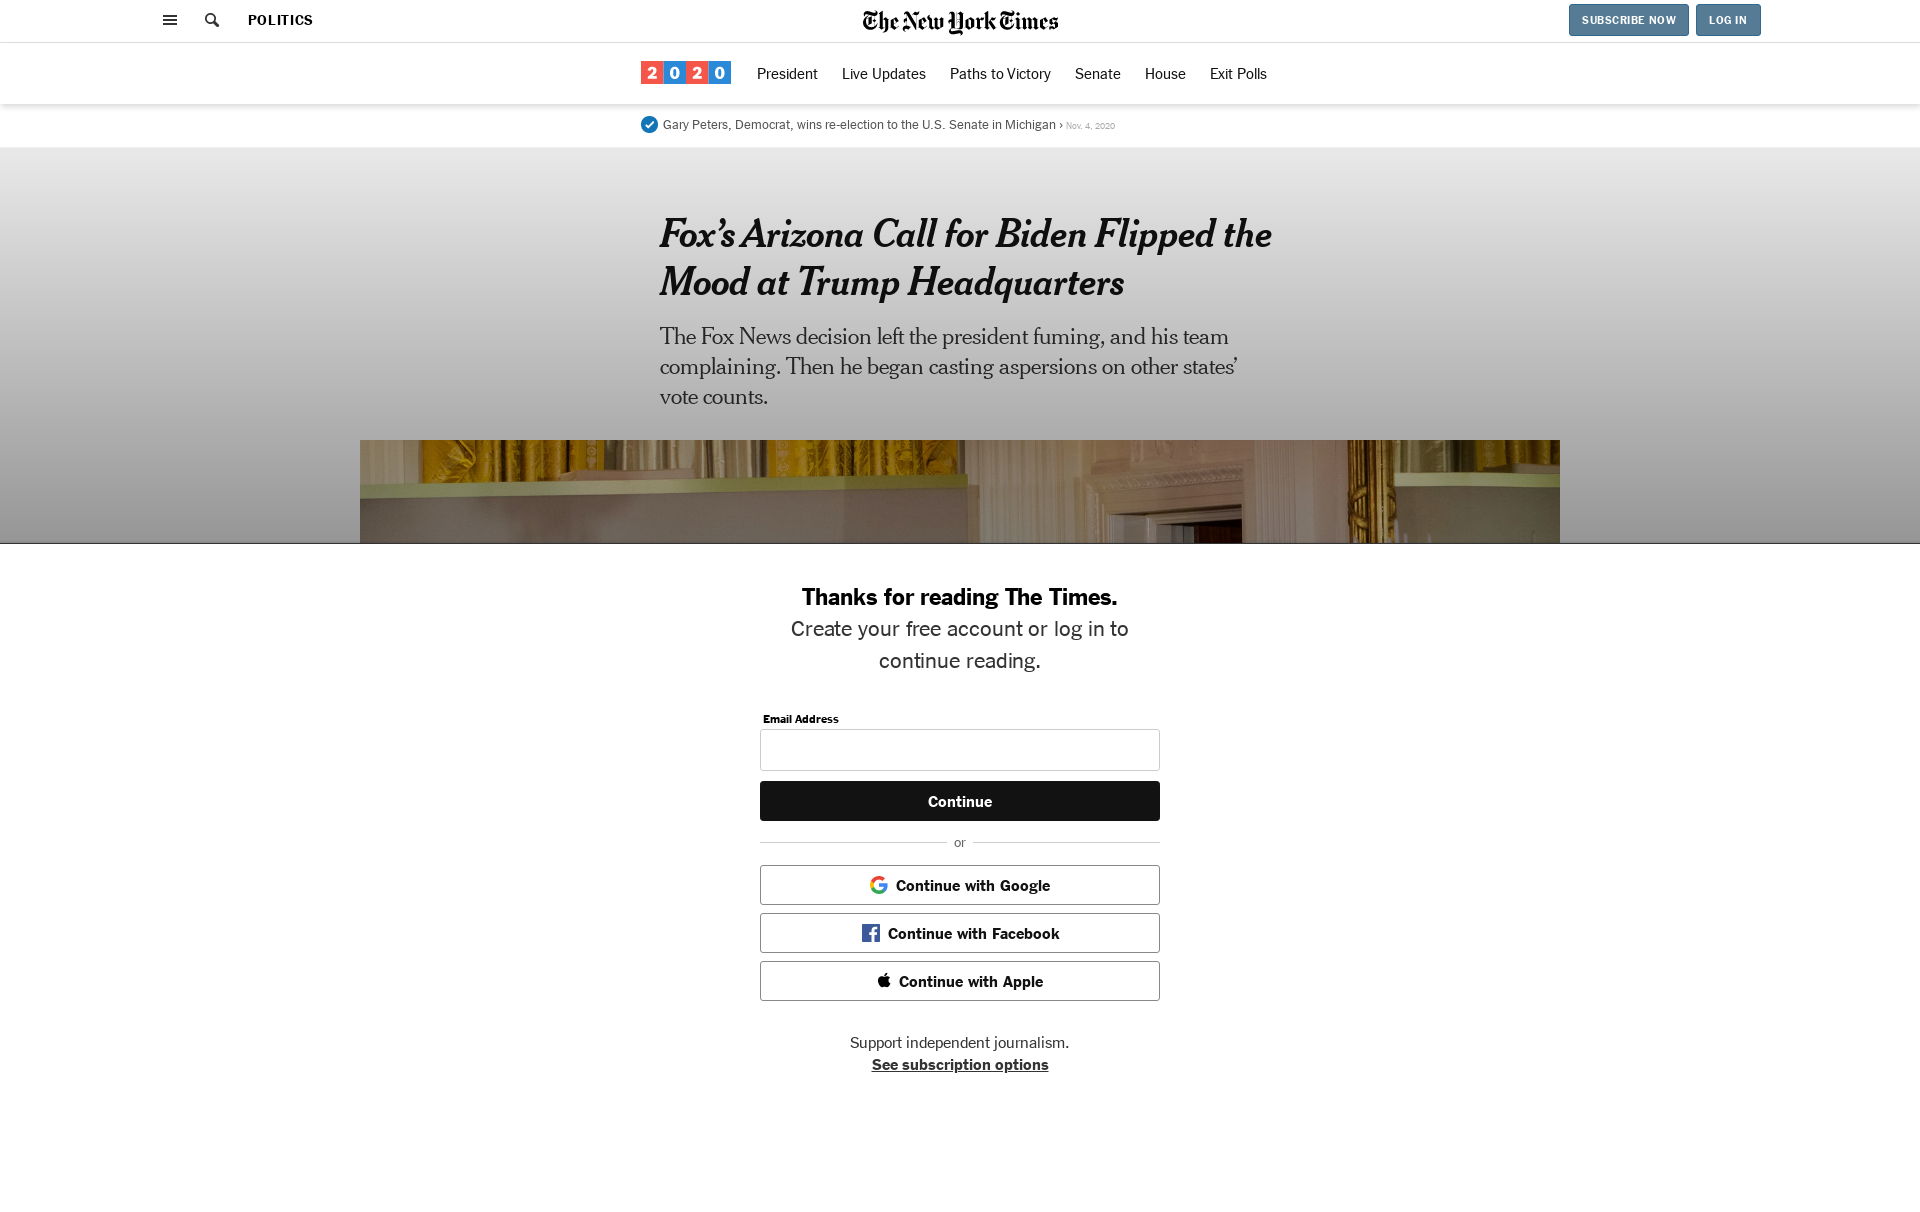 POLITICS
The New York Times
SUBSCRIBE NOW
LOG IN
2020
President
Live Updates
Paths to Victory
Senate
House
Exit Polls
Gary Peters, Democrat, wins re-election to the U.S. Senate in Michigan › Nov. 4, 2020
Fox’s Arizona Call for Biden Flipped the
Mood at Trump Headquarters
The Fox News decision left the president fuming, and his team
complaining. Then he began casting aspersions on other states’
vote counts.
Thanks for reading The Times.
Create your free account or log in to
continue reading.
Email Address
Continue
or
Continue with Google
Continue with Facebook
Continue with Apple
Support independent journalism.
See subscription options